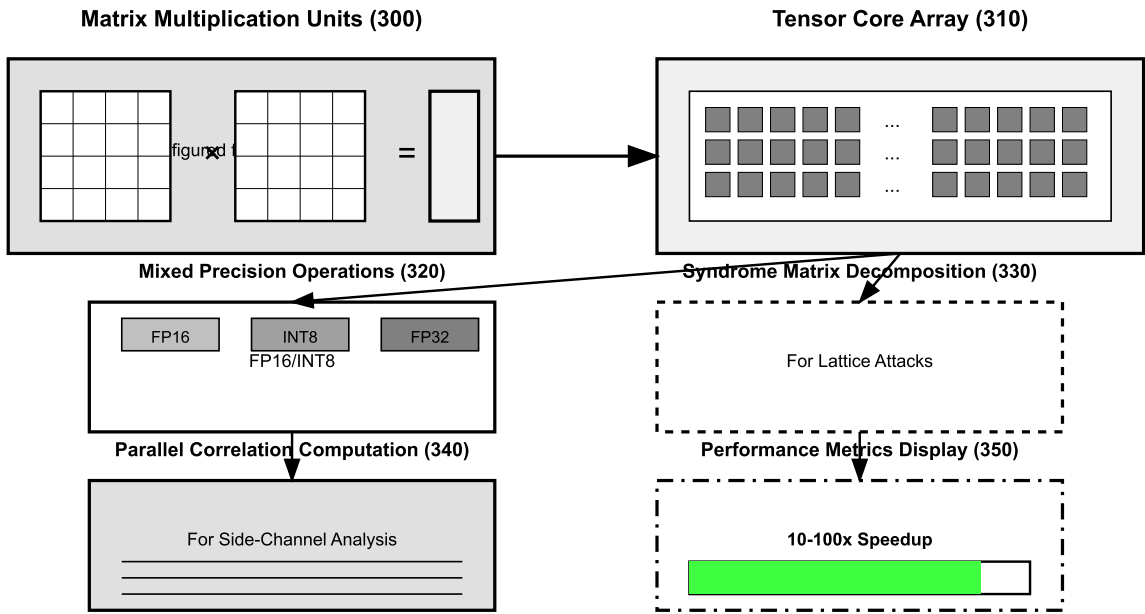 Matrix Multiplication Units (300)
Tensor Core Array (310)
figured f
×
=
...
...
...
Mixed Precision Operations (320)
Syndrome Matrix Decomposition (330)
FP16
INT8
FP32
FP16/INT8
For Lattice Attacks
Parallel Correlation Computation (340)
Performance Metrics Display (350)
For Side-Channel Analysis
10-100x Speedup